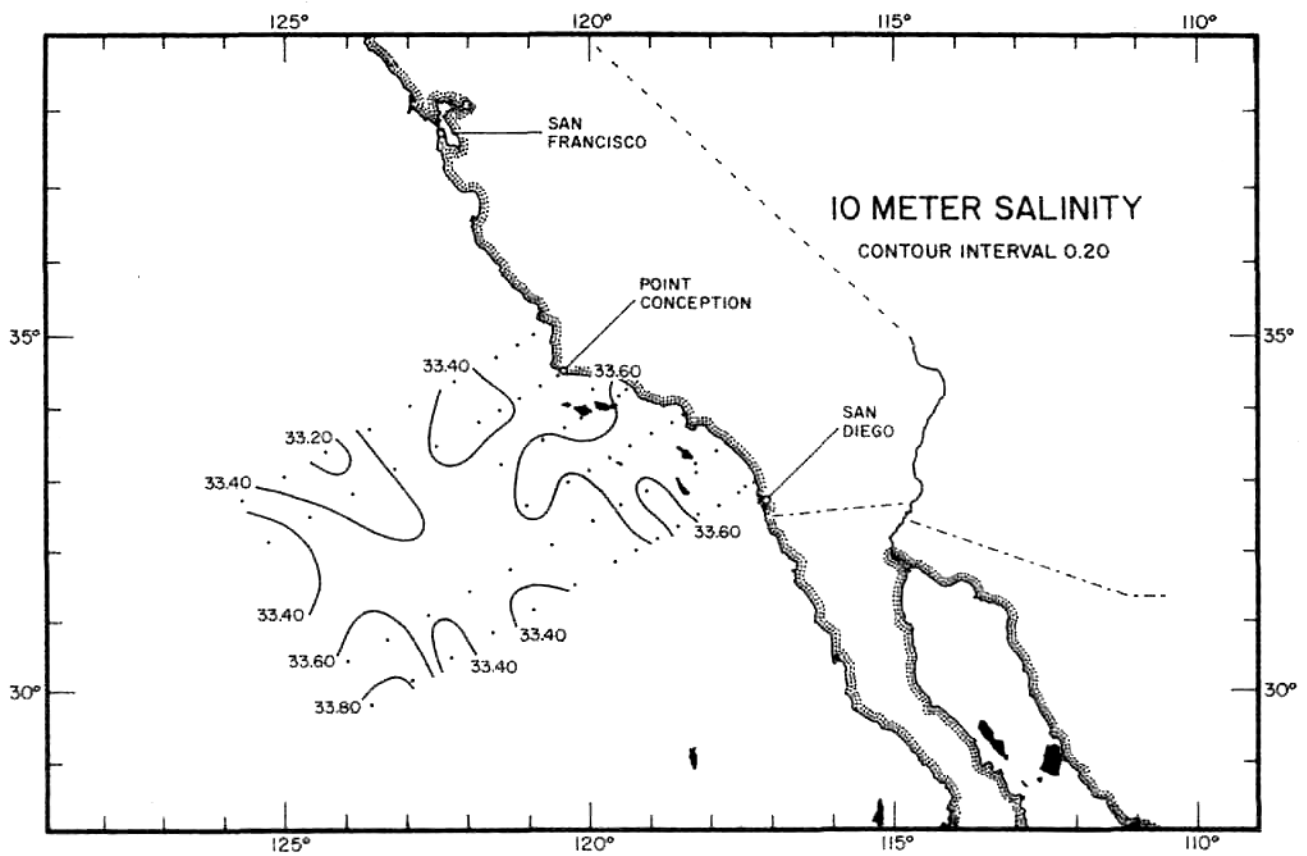 125° 120° 115° 110°
SAN
FRANCISCO
10 METER SALINITY
CONTOUR INTERVAL 0.20
POINT
CONCEPTION
35° 35°
33.40 33.60
SAN
DIEGO
33.20
33.40
33.60
33.40
33.40
33.60 33.40
33.80
30° 30°
125° 120° 115° 110°